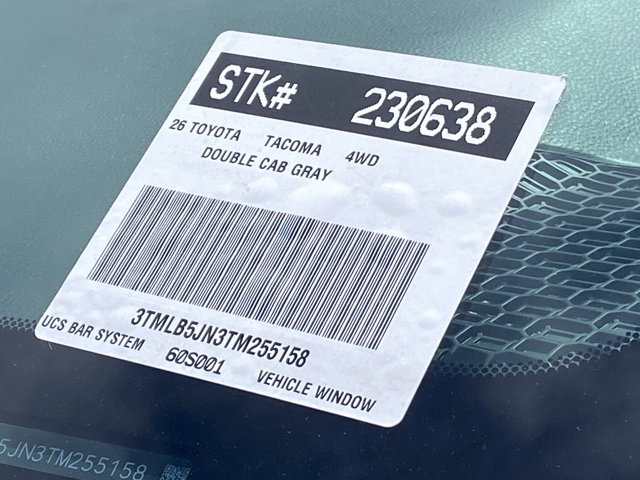 STK# 230638
26 TOYOTA TACOMA 4WD
DOUBLE CAB GRAY
3TMLB5JN3TM255158
UCS BAR SYSTEM 60S001 VEHICLE WINDOW
5JN3TM255158